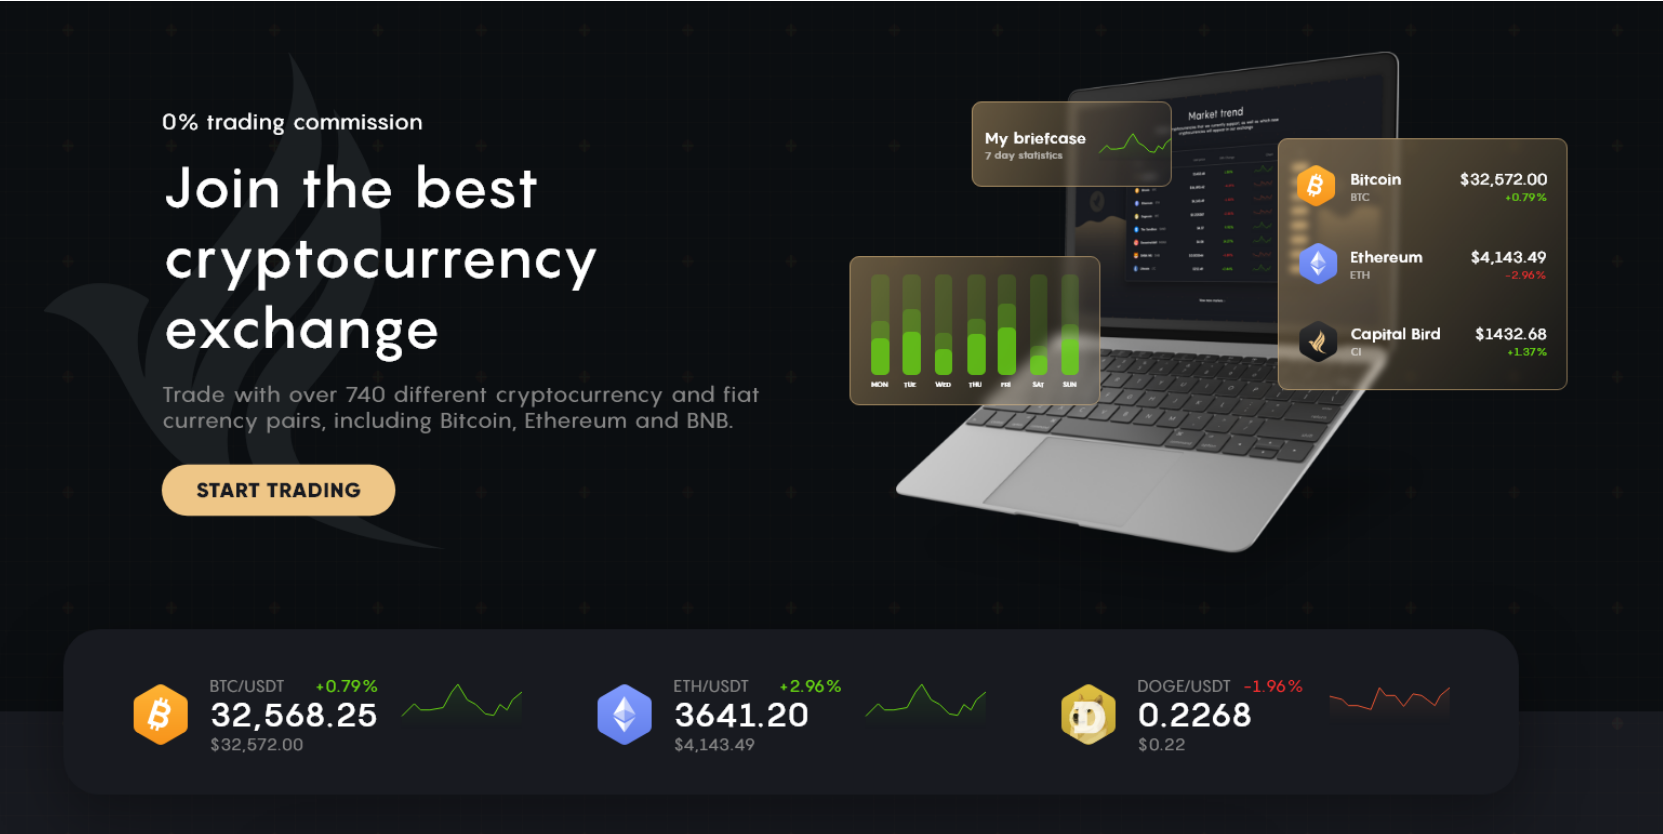 0% trading commission
Join the best
cryptocurrency
exchange
Trade with over 740 different cryptocurrency and fiat
currency pairs, including Bitcoin, Ethereum and BNB.
START TRADING
Market trend
My briefcase
7 day statistics
MON TUE WED THU FRI SAT SUN
Bitcoin $32,572.00
BTC +0.79%
Ethereum $4,143.49
ETH -2.96%
Capital Bird $1432.68
CI +1.37%
BTC/USDT +0.79%
32,568.25
$32,572.00
ETH/USDT +2.96%
3641.20
$4,143.49
DOGE/USDT -1.96%
0.2268
$0.22